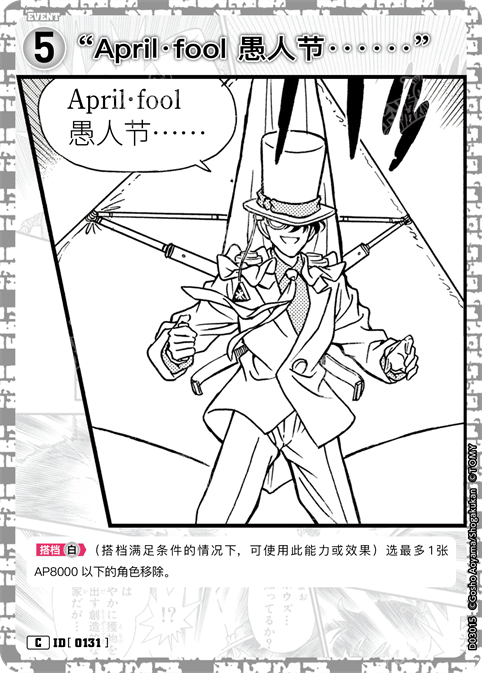 EVENT
5
“April·fool 愚人节······”
April·fool
愚人节······
搭档 白 （搭档满足条件的情况下，可使用此能力或效果）选最多1张
AP8000 以下的角色移除。
C ID[ 0131 ]
D03015 ©Gosho Aoyama/Shogakukan ©TOMY